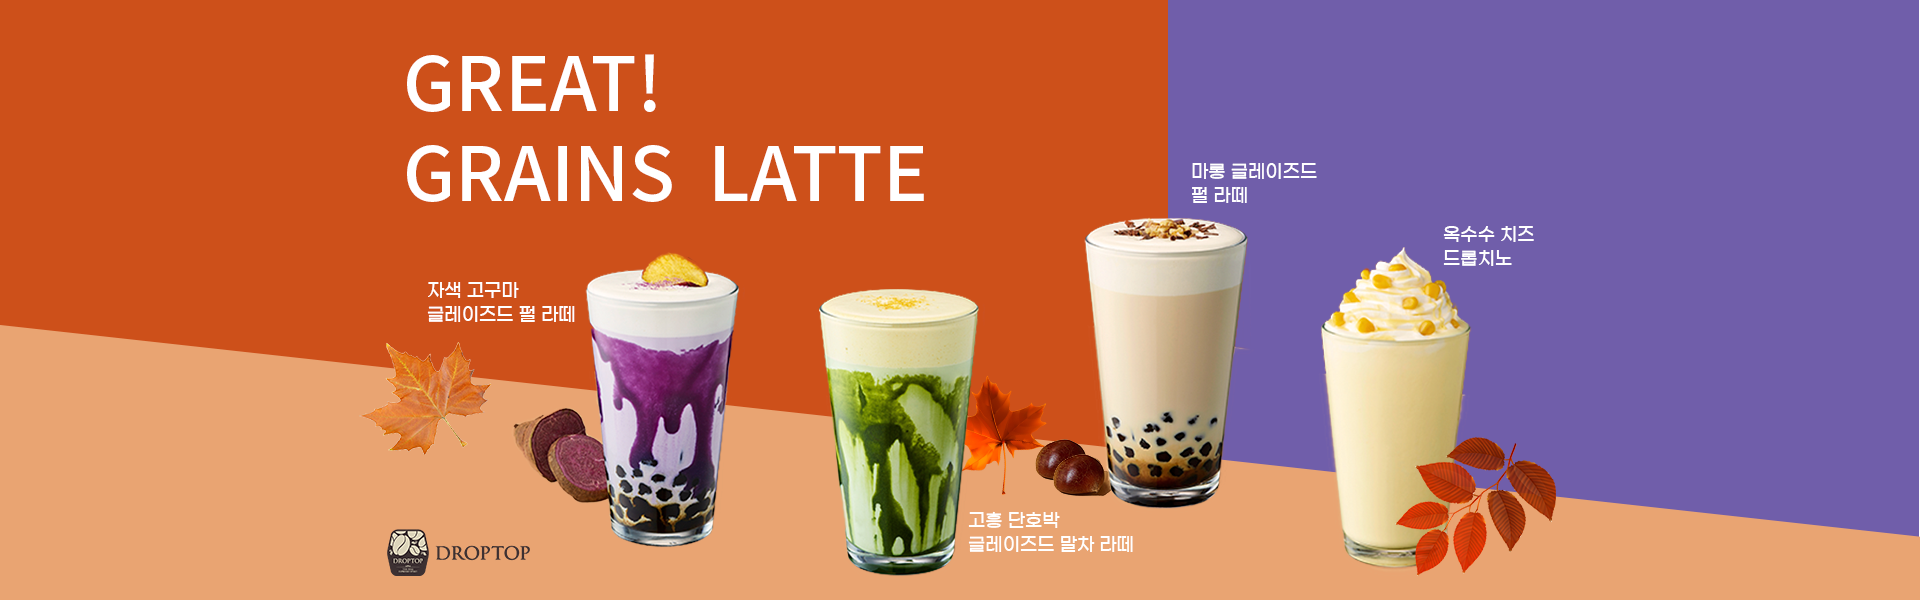 GREAT!
GRAINS LATTE
자색 고구마
글레이즈드 펄 라떼
고흥 단호박
글레이즈드 말차 라떼
마롱 글레이즈드
펄 라떼
옥수수 치즈
드롭치노
DROPTOP
DROPTOP